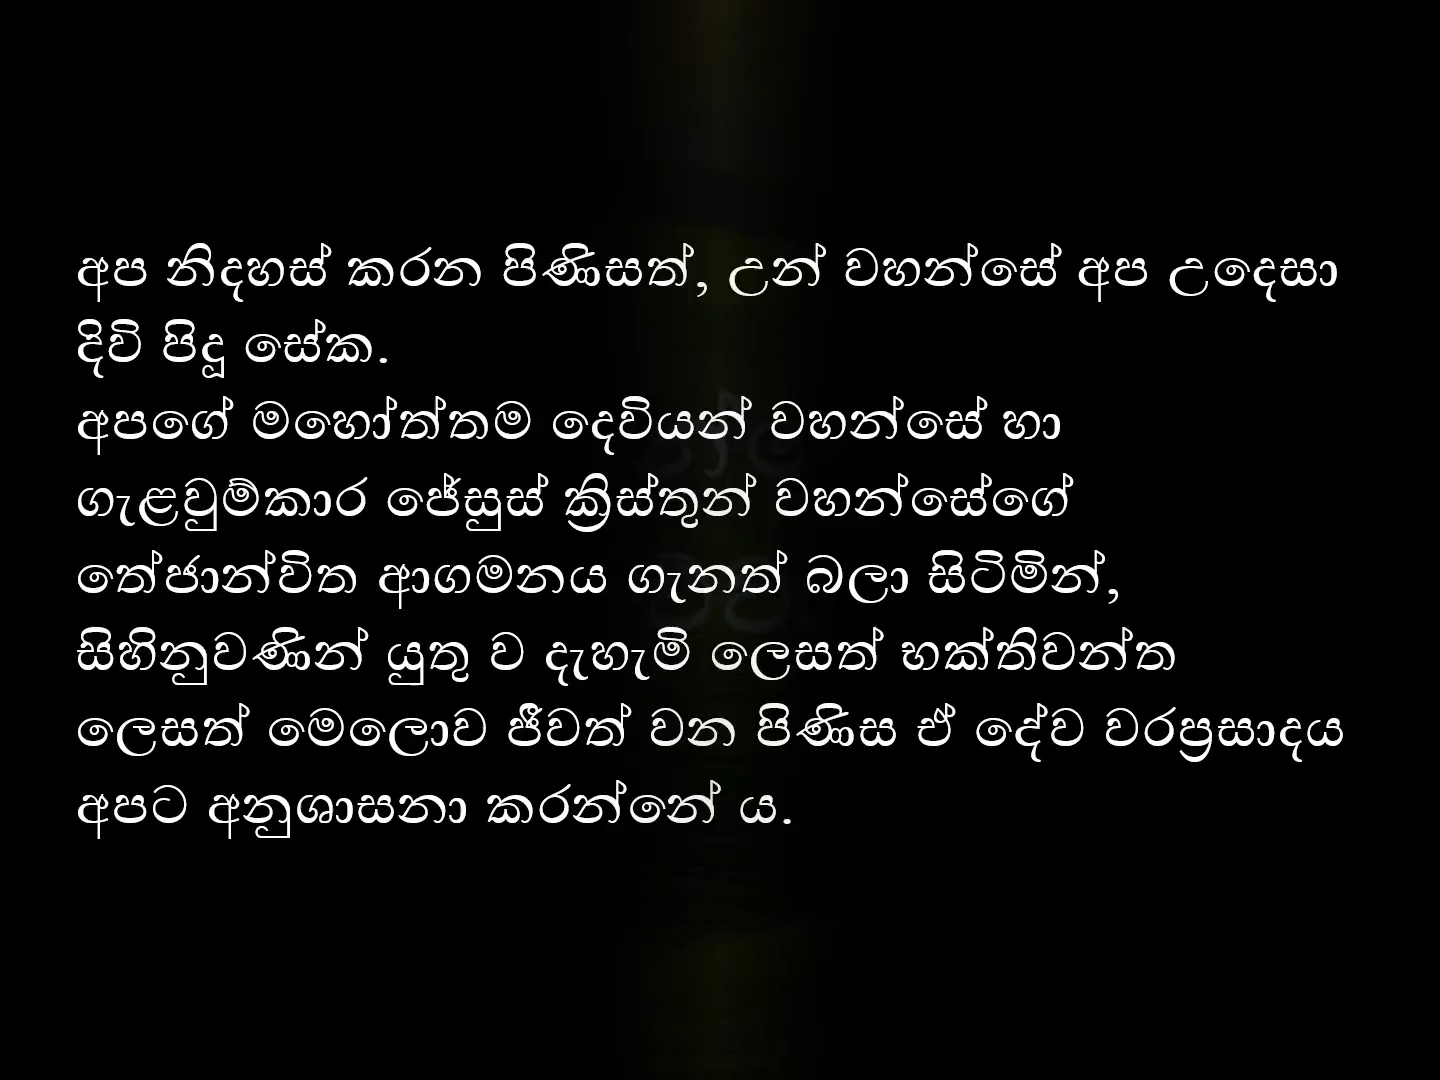 අප නිදහස් කරන පිණිසත්, උන් වහන්සේ අප උදෙසා
දිවි පිදූ සේක.
අපගේ මහෝත්තම දෙවියන් වහන්සේ හා
ගැළවුම්කාර ජේසුස් ක්‍රිස්තුන් වහන්සේගේ
තේජාන්විත ආගමනය ගැනත් බලා සිටිමින්,
සිහිනුවණින් යුතු ව දැහැමි ලෙසත් භක්තිවන්ත
ලෙසත් මෙලොව ජීවත් වන පිණිස ඒ දේව වරප්‍රසාදය
අපට අනුශාසනා කරන්නේ ය.